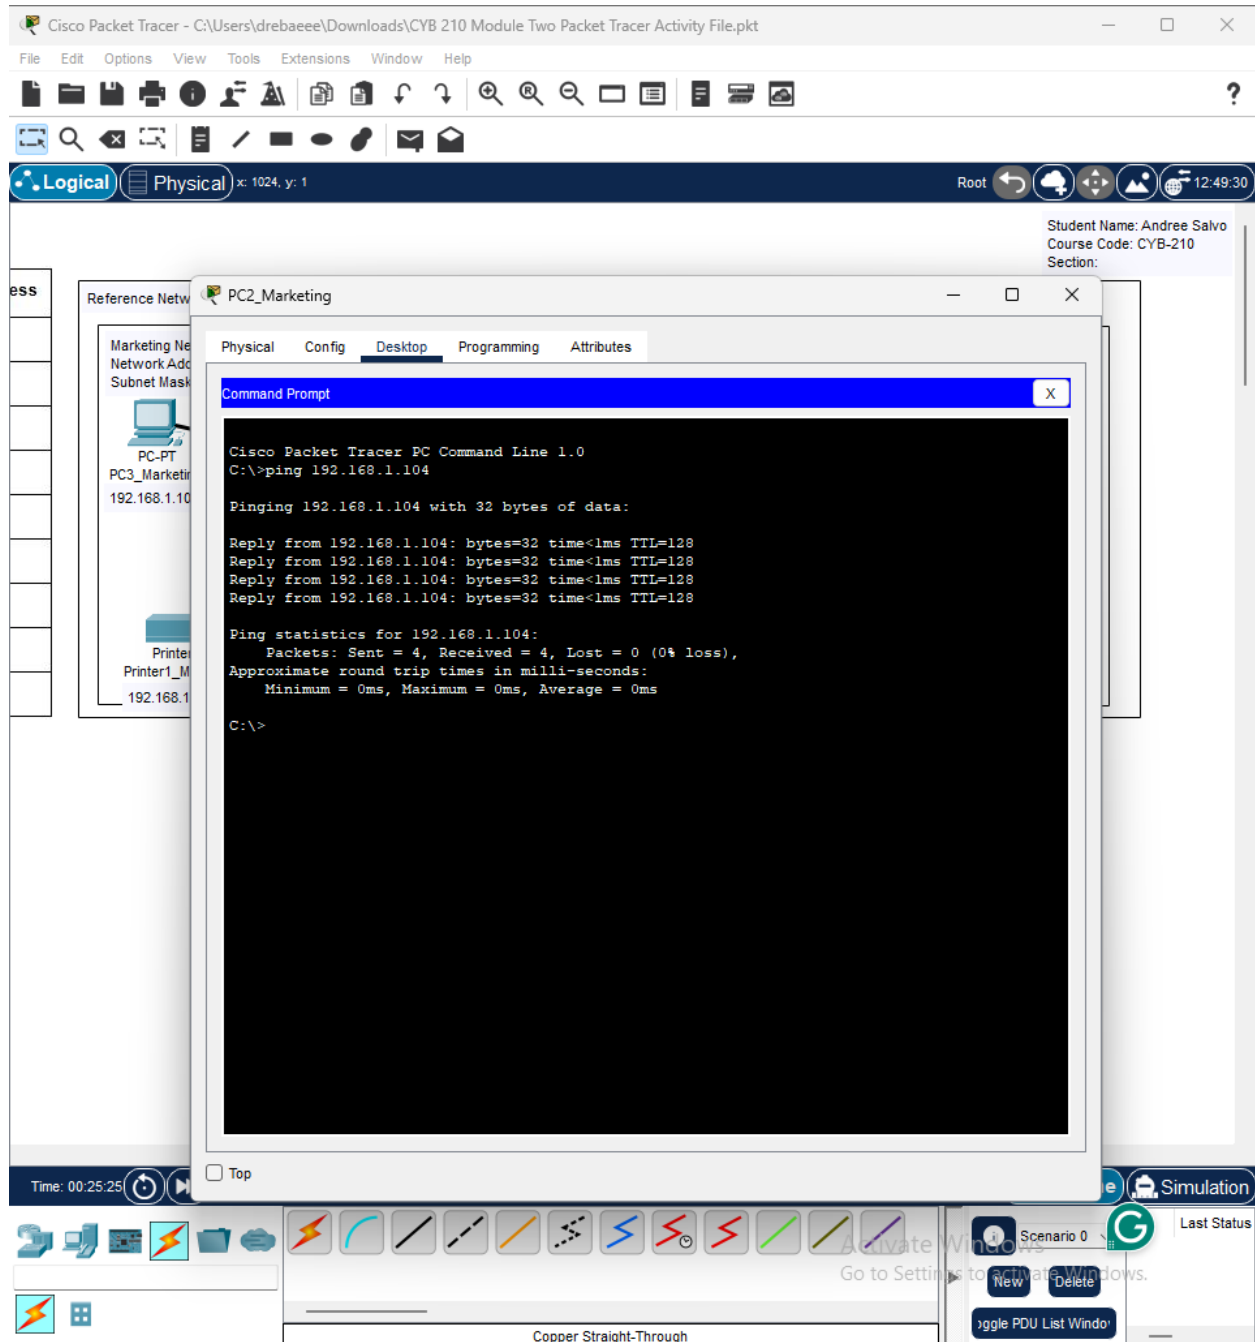 Cisco Packet Tracer - C:\Users\drebaeee\Downloads\CYB 210 Module Two Packet Tracer Activity File.pkt
File Edit Options View Tools Extensions Window Help
?
Logical Physical x: 1024, y: 1 Root 12:49:30
Student Name: Andree Salvo
Course Code: CYB-210
Section:
ess
Reference Netw
Marketing Ne
Network Add
Subnet Mask
PC-PT
PC3_Marketin
192.168.1.10
Printer
Printer1_M
192.168.1
PC2_Marketing
Physical Config Desktop Programming Attributes
Command Prompt X
Cisco Packet Tracer PC Command Line 1.0
C:\>ping 192.168.1.104
Pinging 192.168.1.104 with 32 bytes of data:
Reply from 192.168.1.104: bytes=32 time<1ms TTL=128
Reply from 192.168.1.104: bytes=32 time<1ms TTL=128
Reply from 192.168.1.104: bytes=32 time<1ms TTL=128
Reply from 192.168.1.104: bytes=32 time<1ms TTL=128
Ping statistics for 192.168.1.104:
Packets: Sent = 4, Received = 4, Lost = 0 (0% loss),
Approximate round trip times in milli-seconds:
Minimum = 0ms, Maximum = 0ms, Average = 0ms
C:\>
Top
Time: 00:25:25 e Simulation
Scenario 0 Last Status
Activate Windows
Go to Settings to activate Windows.
New Delete
oggle PDU List Windo
Copper Straight-Through